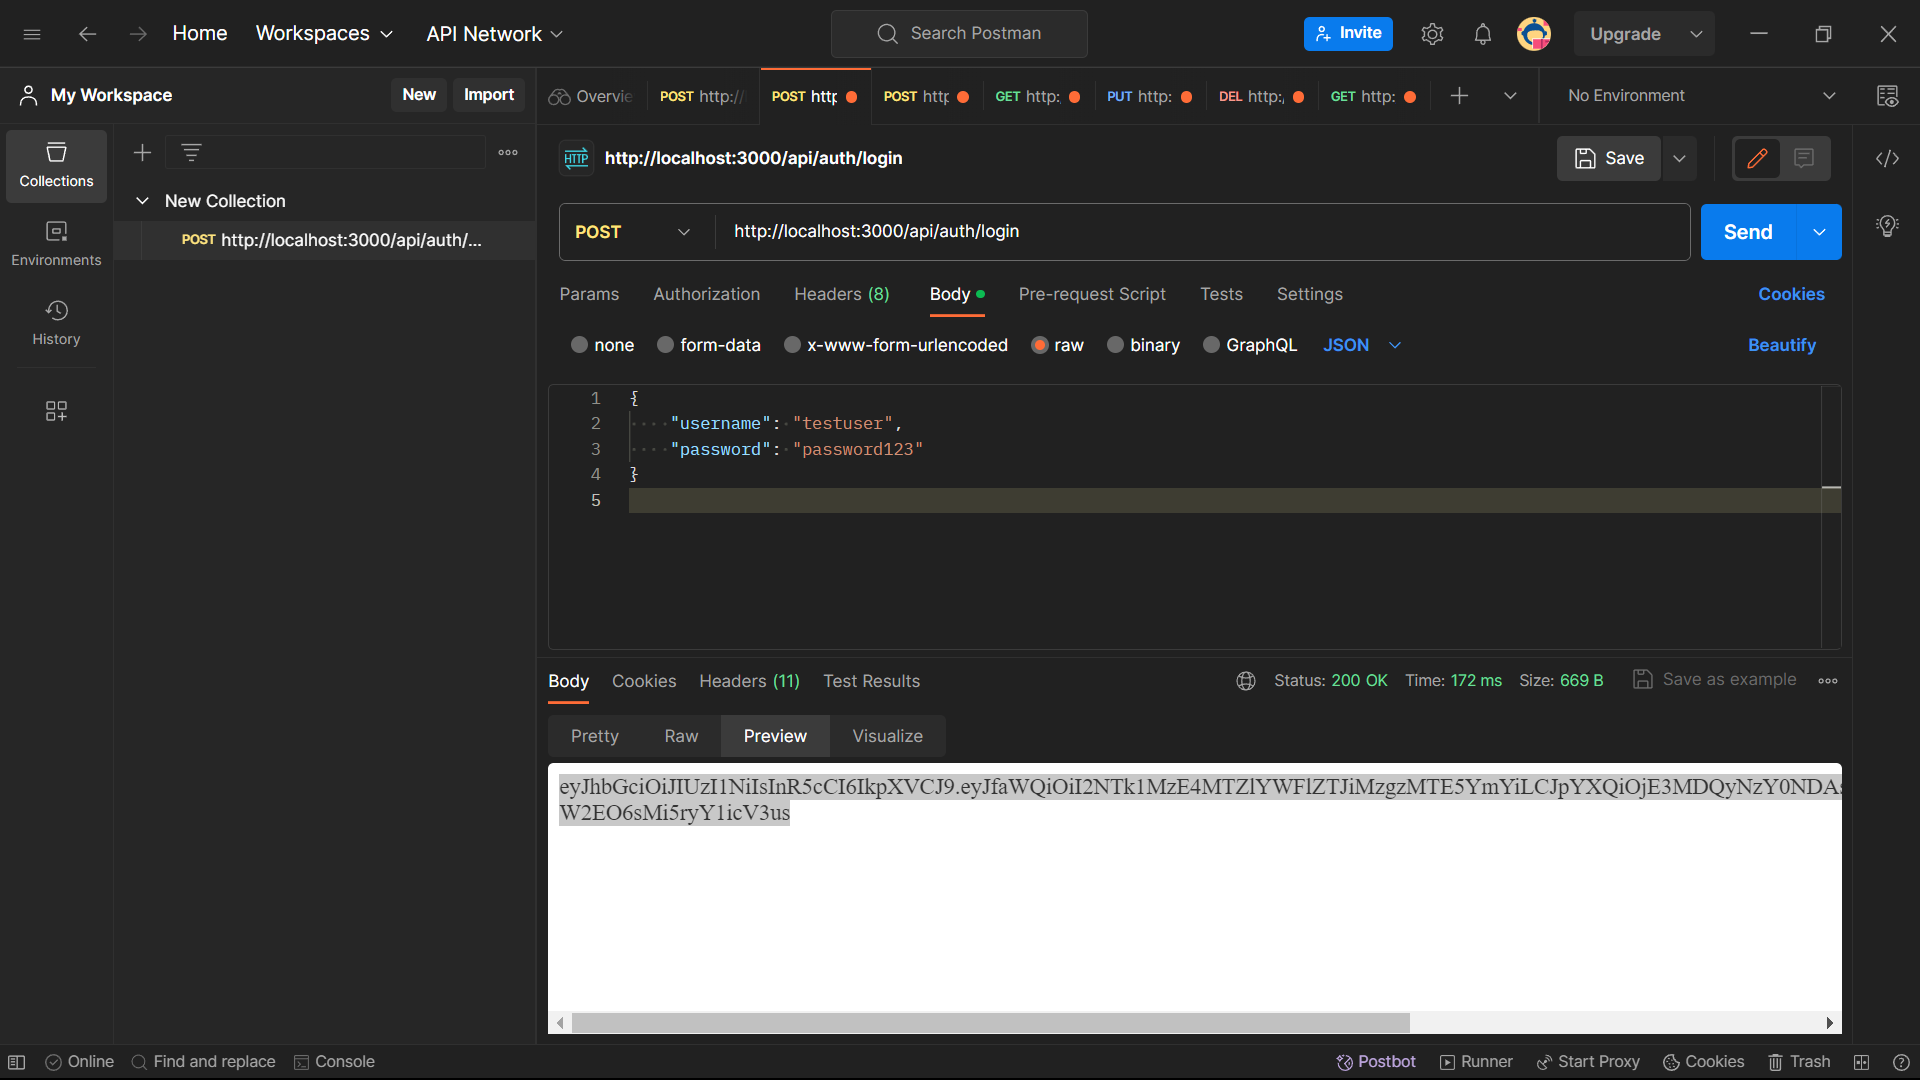 Home Workspaces API Network Search Postman Invite Upgrade
My Workspace New Import Overvie POST http:// POST http POST http GET http: PUT http: DEL http: GET http: No Environment
Collections
HTTP http://localhost:3000/api/auth/login Save
New Collection
POST http://localhost:3000/api/auth/... POST http://localhost:3000/api/auth/login Send
Environments
Params Authorization Headers (8) Body Pre-request Script Tests Settings Cookies
History none form-data x-www-form-urlencoded raw binary GraphQL JSON Beautify
1 {
2 "username": "testuser",
3 "password": "password123"
4 }
5
Body Cookies Headers (11) Test Results Status: 200 OK Time: 172 ms Size: 669 B Save as example
Pretty Raw Preview Visualize
eyJhbGciOiJIUzI1NiIsInR5cCI6IkpXVCJ9.eyJfaWQiOiI2NTk1MzE4MTZlYWFlZTJiMzgzMTE5YmYiLCJpYXQiOjE3MDQyNzY0NDAs
W2EO6sMi5ryY1icV3us
Online Find and replace Console Postbot Runner Start Proxy Cookies Trash